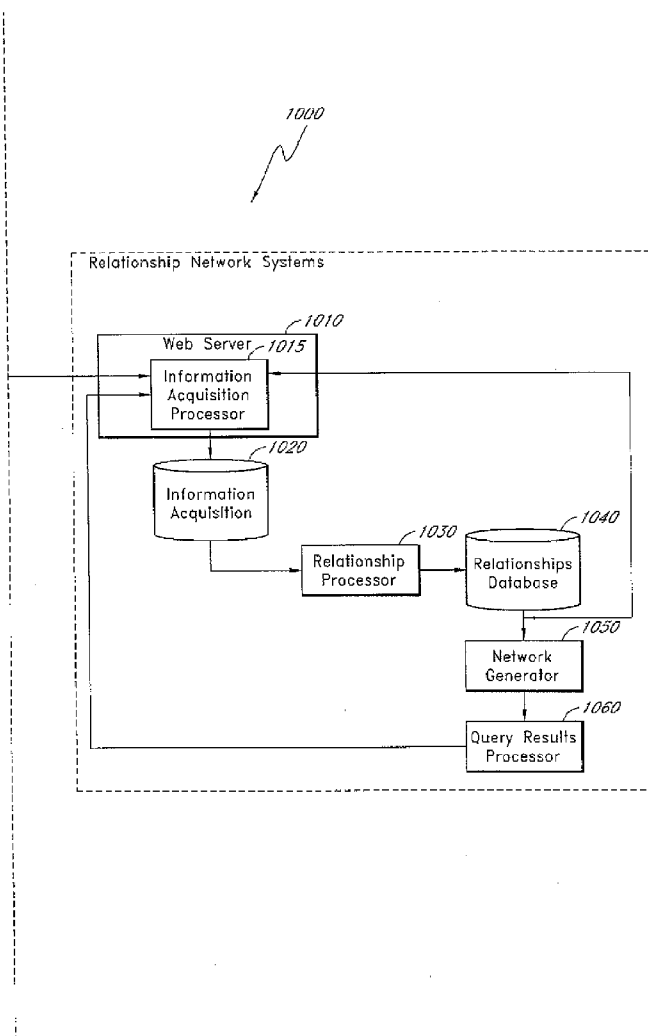 1000
Relationship Network Systems
1010
Web Server
1015
Information
Acquisition
Processor
1020
Information
Acquisition
1030
Relationship
Processor
1040
Relationships
Database
1050
Network
Generator
1060
Query Results
Processor